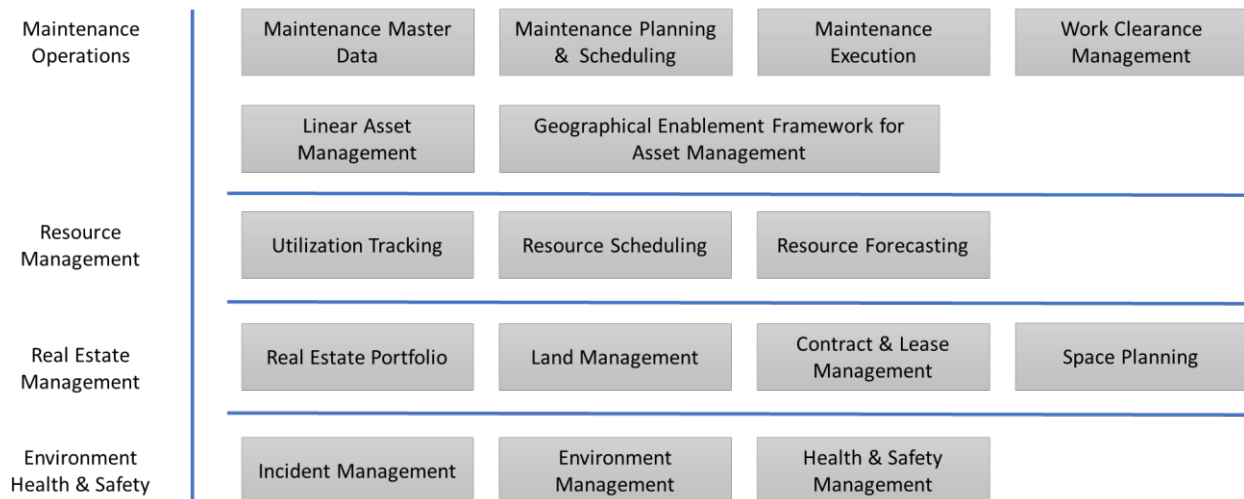 Maintenance
Operations
Maintenance Master
Data
Maintenance Planning
& Scheduling
Maintenance
Execution
Work Clearance
Management
Linear Asset
Management
Geographical Enablement Framework for
Asset Management
Resource
Management
Utilization Tracking
Resource Scheduling
Resource Forecasting
Real Estate
Management
Real Estate Portfolio
Land Management
Contract & Lease
Management
Space Planning
Environment
Health & Safety
Incident Management
Environment
Management
Health & Safety
Management